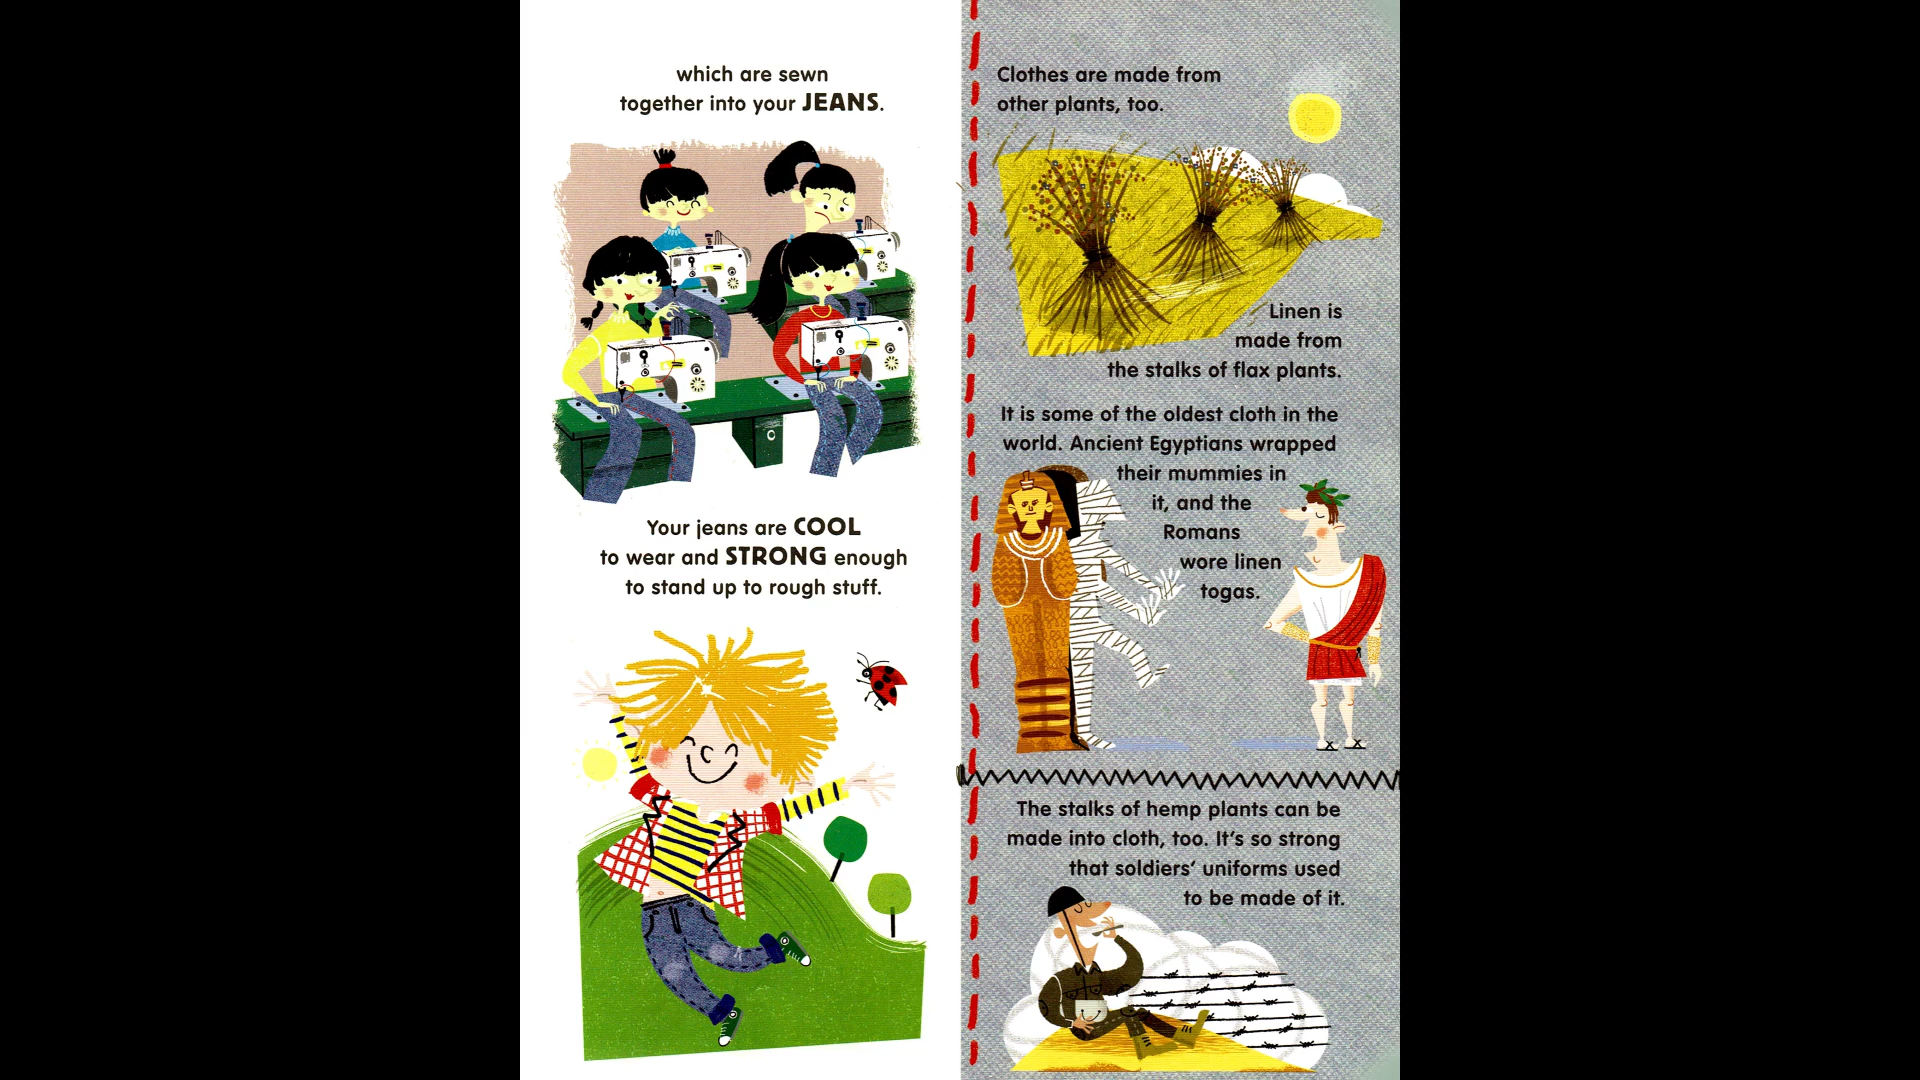 which are sewn
together into your JEANS.
Your jeans are COOL
to wear and STRONG enough
to stand up to rough stuff.
Clothes are made from
other plants, too.
Linen is
made from
the stalks of flax plants.
It is some of the oldest cloth in the
world. Ancient Egyptians wrapped
their mummies in
it, and the
Romans
wore linen
togas.
The stalks of hemp plants can be
made into cloth, too. It's so strong
that soldiers' uniforms used
to be made of it.